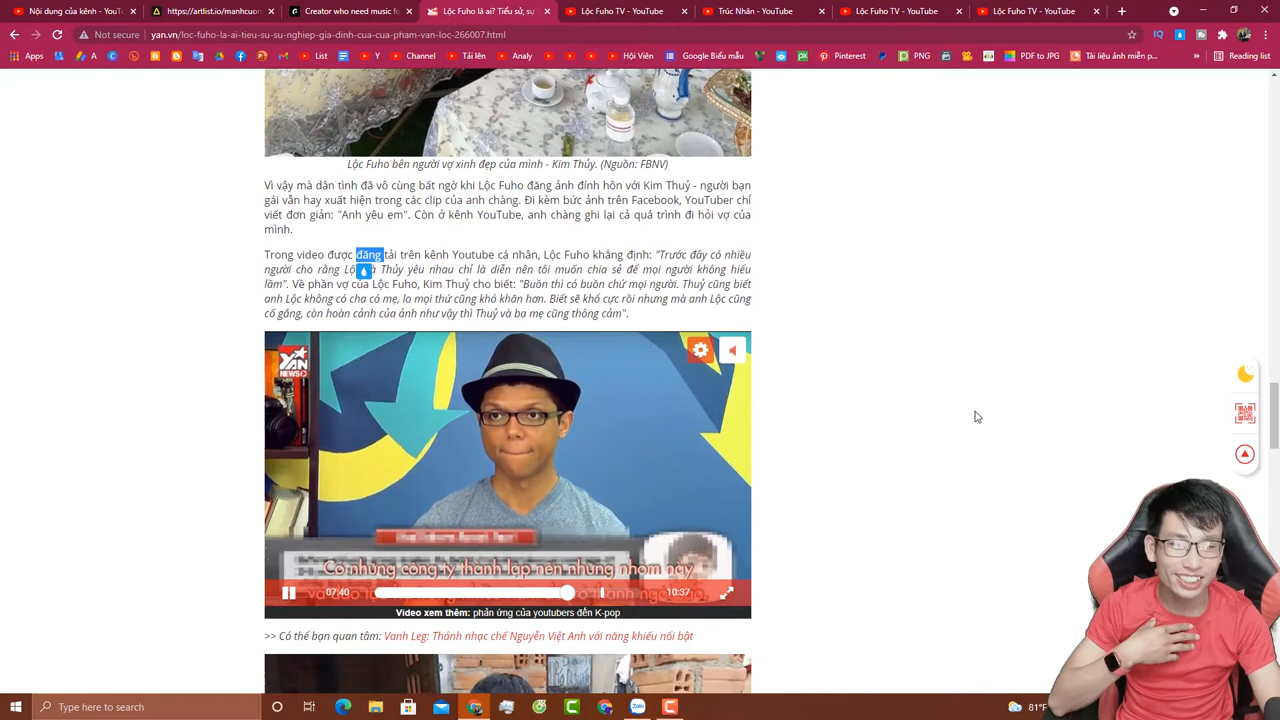 Nội dung của kênh - YouT
https://artlist.io/manhcuon
Creator who need music fo
Lộc Fuho là ai? Tiểu sử, s
Lộc Fuho TV - YouTube
Trúc Nhân - YouTube
Lộc Fuho TV - YouTube
Lộc Fuho TV - YouTube
Not secure
yan.vn/loc-fuho-la-ai-tieu-su-su-nghiep-gia-dinh-cua-cua-pham-van-loc-266007.html
Apps
A
List
Y
Channel
Tải lên
Analy
Hội Viên
Google Biểu mẫu
Pinterest
PNG
PDF to JPG
Tài liệu ảnh miễn p...
Reading list
Lộc Fuho bên người vợ xinh đẹp của mình - Kim Thủy. (Nguồn: FBNV)
Vì vậy mà dân tình đã vô cùng bất ngờ khi Lộc Fuho đăng ảnh đính hôn với Kim Thuỷ - người bạn
gái vẫn hay xuất hiện trong các clip của anh chàng. Đi kèm bức ảnh trên Facebook, YouTuber chỉ
viết đơn giản: "Anh yêu em". Còn ở kênh YouTube, anh chàng ghi lại cả quá trình đi hỏi vợ của
mình.
Trong video được đăng tải trên kênh Youtube cá nhân, Lộc Fuho khẳng định: "Trước đây có nhiều
người cho rằng Thủy yêu nhau chỉ là diễn nên tôi muốn chia sẻ để mọi người không hiểu
lầm". Về phần vợ của Lộc Fuho, Kim Thuỷ cho biết: "Buồn thì có buồn chứ mọi người. Thuỷ cũng biết
anh Lộc không có cha có mẹ, lo mọi thứ cũng khó khăn hơn. Biết sẽ khổ cực rồi nhưng mà anh Lộc cũng
cố gắng, còn hoàn cảnh của ảnh như vậy thì Thuỷ và ba mẹ cũng thông cảm".
YAN
NEWS
Có những công ty thành lập nên những nhóm này
07:40
10:37
Video xem thêm: phản ứng của youtubers đến K-pop
>> Có thể bạn quan tâm: Vanh Leg: Thánh nhạc chế Nguyễn Việt Anh với năng khiếu nổi bật
Type here to search
Zalo
81°F